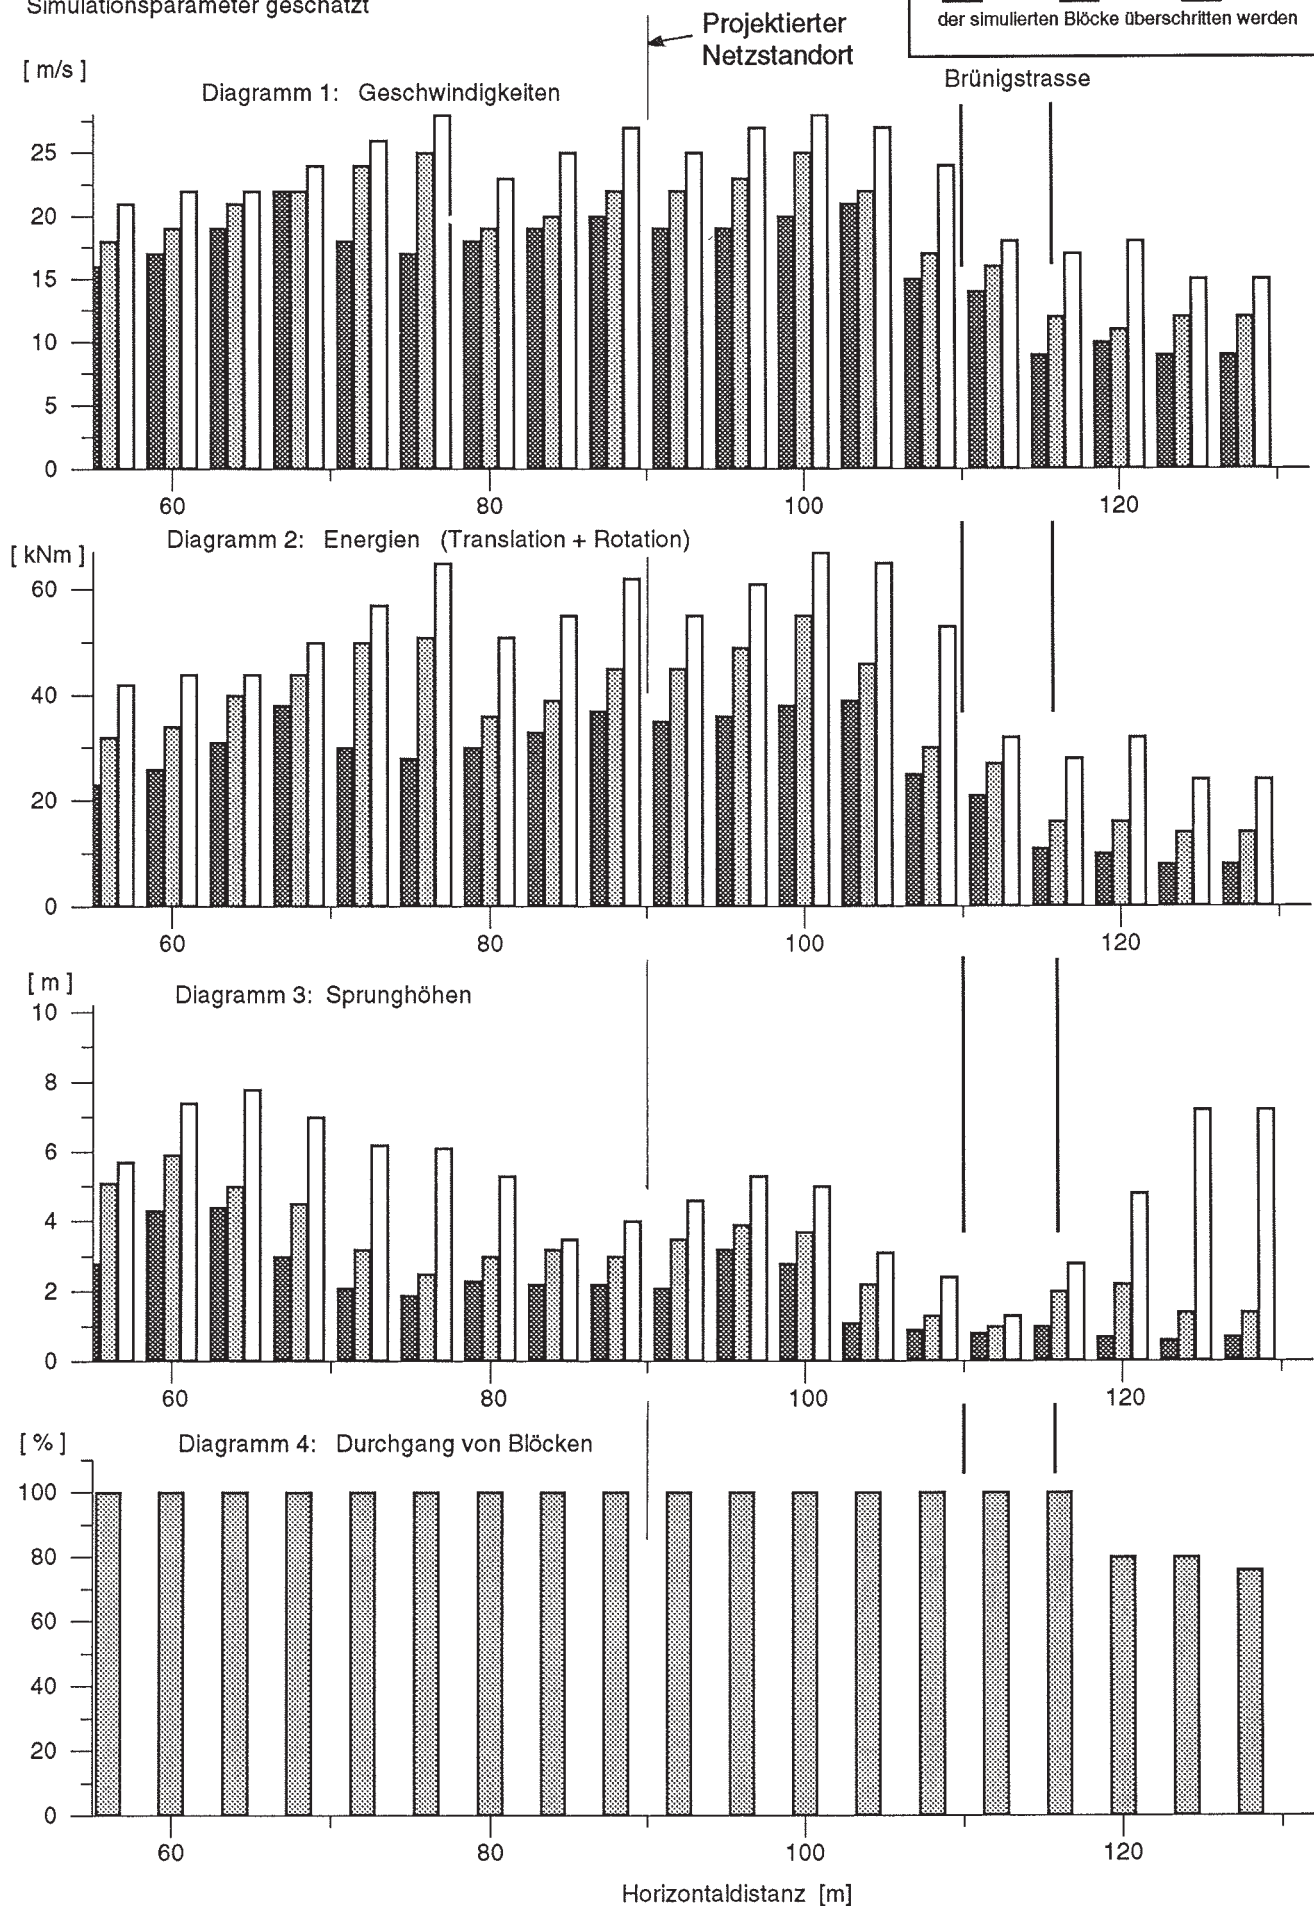 Simulationsparameter geschätzt
der simulierten Blöcke überschritten werden
Projektierter
Netzstandort
Brünigstrasse
[ m/s ]
Diagramm 1: Geschwindigkeiten
25
20
15
10
5
0
60 80 100 120
[ kNm ]
Diagramm 2: Energien (Translation + Rotation)
60
40
20
0
60 80 100 120
[ m ]
Diagramm 3: Sprunghöhen
10
8
6
4
2
0
60 80 100 120
[ % ]
Diagramm 4: Durchgang von Blöcken
100
80
60
40
20
0
60 80 100 120
Horizontaldistanz [m]